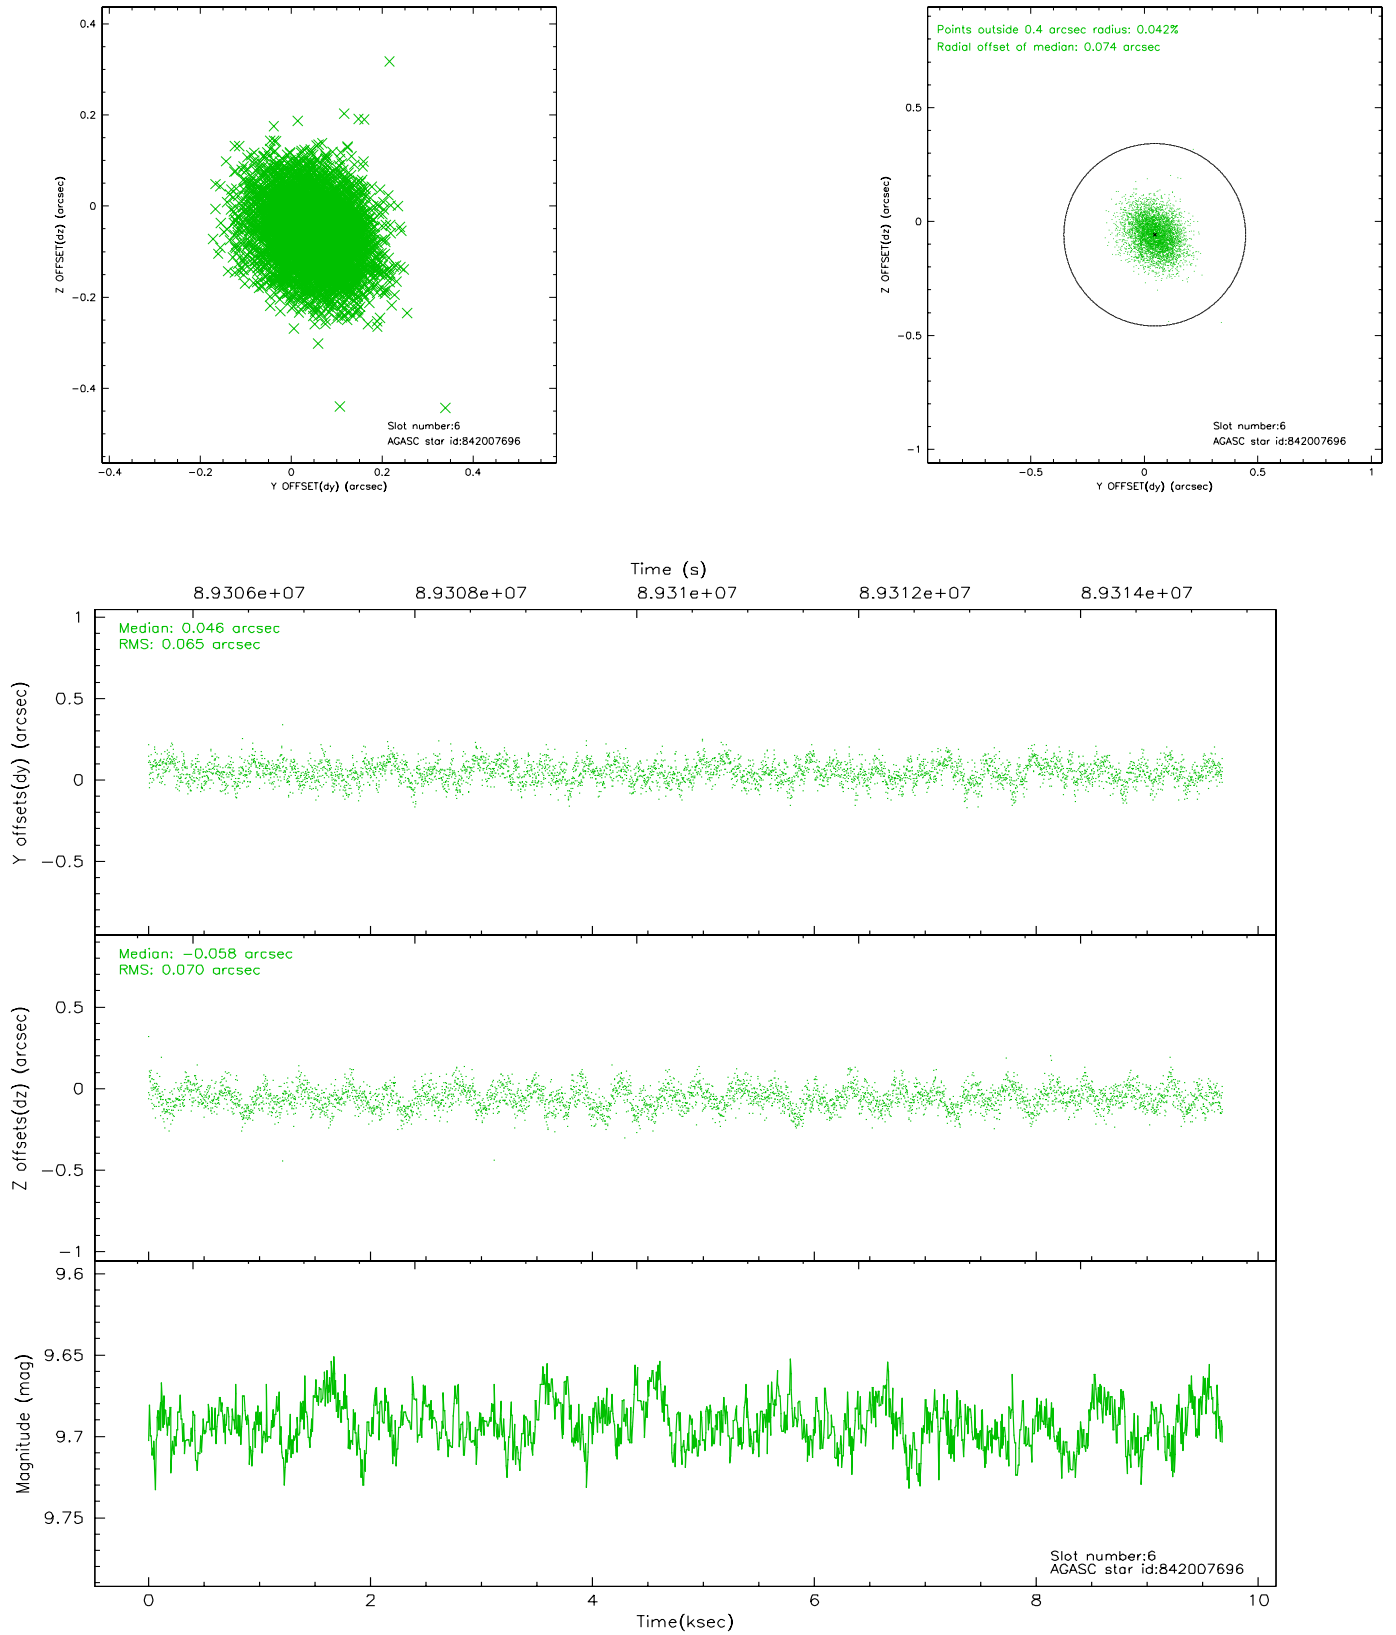 0.4
0.2
0
−0.2
−0.4
Z OFFSET(dz) (arcsec)
Slot number:6
AGASC star id:842007696
−0.4
−0.2
0
0.2
0.4
Y OFFSET(dy) (arcsec)
Points outside 0.4 arcsec radius: 0.042%
Radial offset of median: 0.074 arcsec
0.5
0
−0.5
−1
Z OFFSET(dz) (arcsec)
Slot number:6
AGASC star id:842007696
−0.5
0
0.5
1
Y OFFSET(dy) (arcsec)
Time (s)
8.9306e+07
8.9308e+07
8.931e+07
8.9312e+07
8.9314e+07
Median: 0.046 arcsec
RMS: 0.065 arcsec
1
0.5
0
−0.5
Y offsets(dy) (arcsec)
Median: −0.058 arcsec
RMS: 0.070 arcsec
0.5
0
−0.5
−1
Z offsets(dz) (arcsec)
9.6
9.65
9.7
9.75
Magnitude (mag)
Slot number:6
AGASC star id:842007696
0
2
4
6
8
10
Time(ksec)